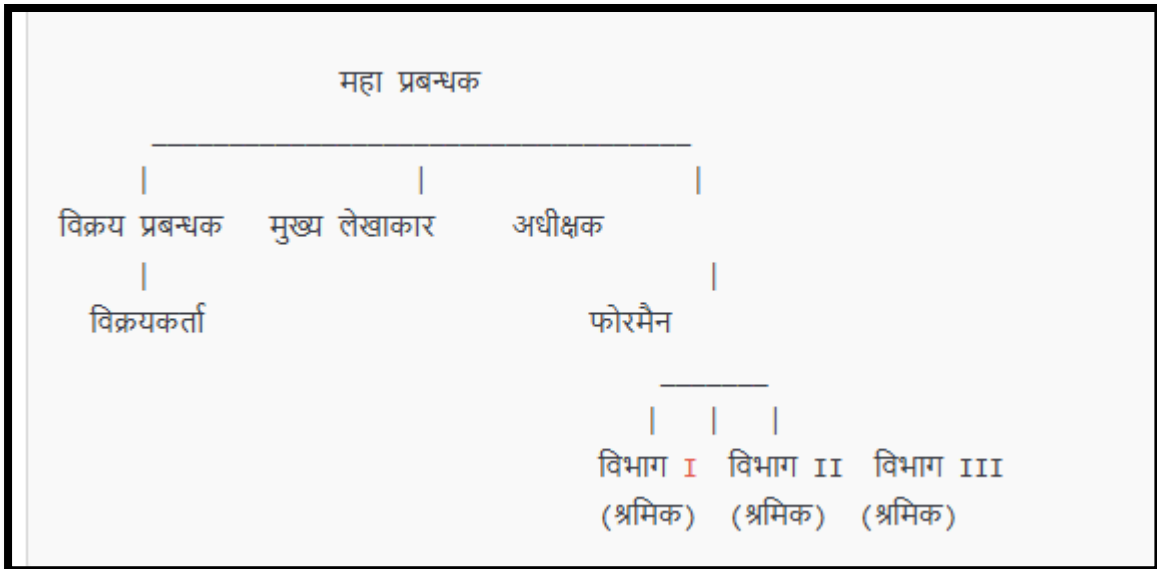 महा प्रबन्धक
विक्रय प्रबन्धक मुख्य लेखाकार अधीक्षक
विक्रयकर्ता फोरमैन
विभाग I विभाग II विभाग III
(श्रमिक) (श्रमिक) (श्रमिक)